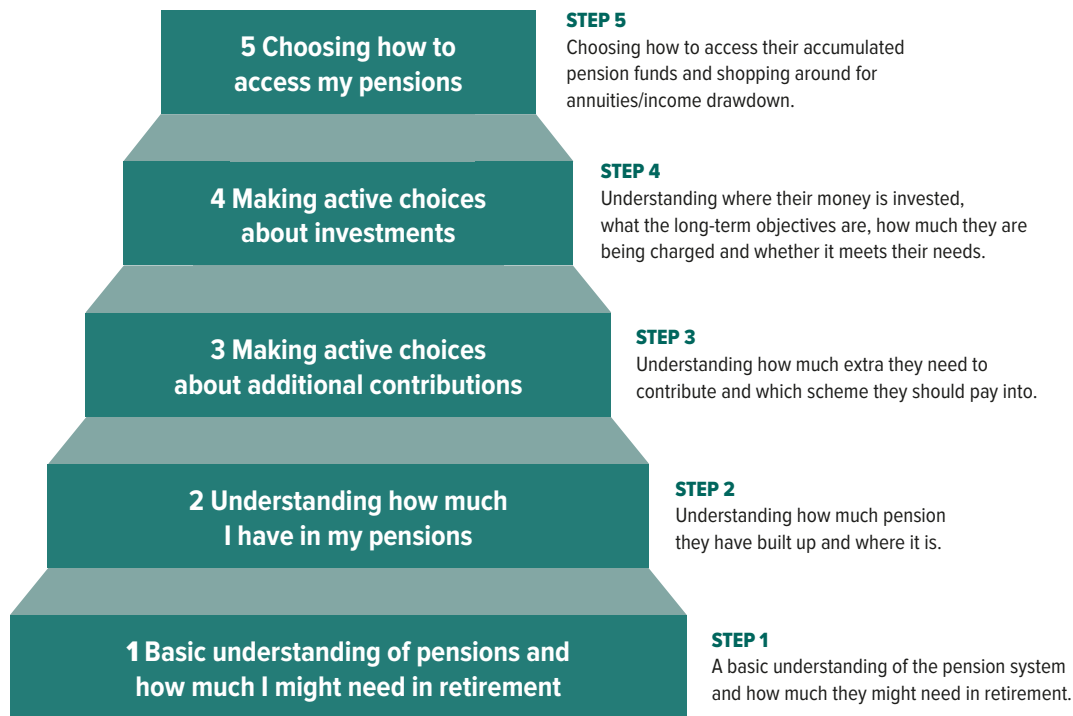 5 Choosing how to
access my pensions
STEP 5
Choosing how to access their accumulated
pension funds and shopping around for
annuities/income drawdown.
4 Making active choices
about investments
STEP 4
Understanding where their money is invested,
what the long-term objectives are, how much they are
being charged and whether it meets their needs.
3 Making active choices
about additional contributions
STEP 3
Understanding how much extra they need to
contribute and which scheme they should pay into.
2 Understanding how much
I have in my pensions
STEP 2
Understanding how much pension
they have built up and where it is.
1 Basic understanding of pensions and
how much I might need in retirement
STEP 1
A basic understanding of the pension system
and how much they might need in retirement.